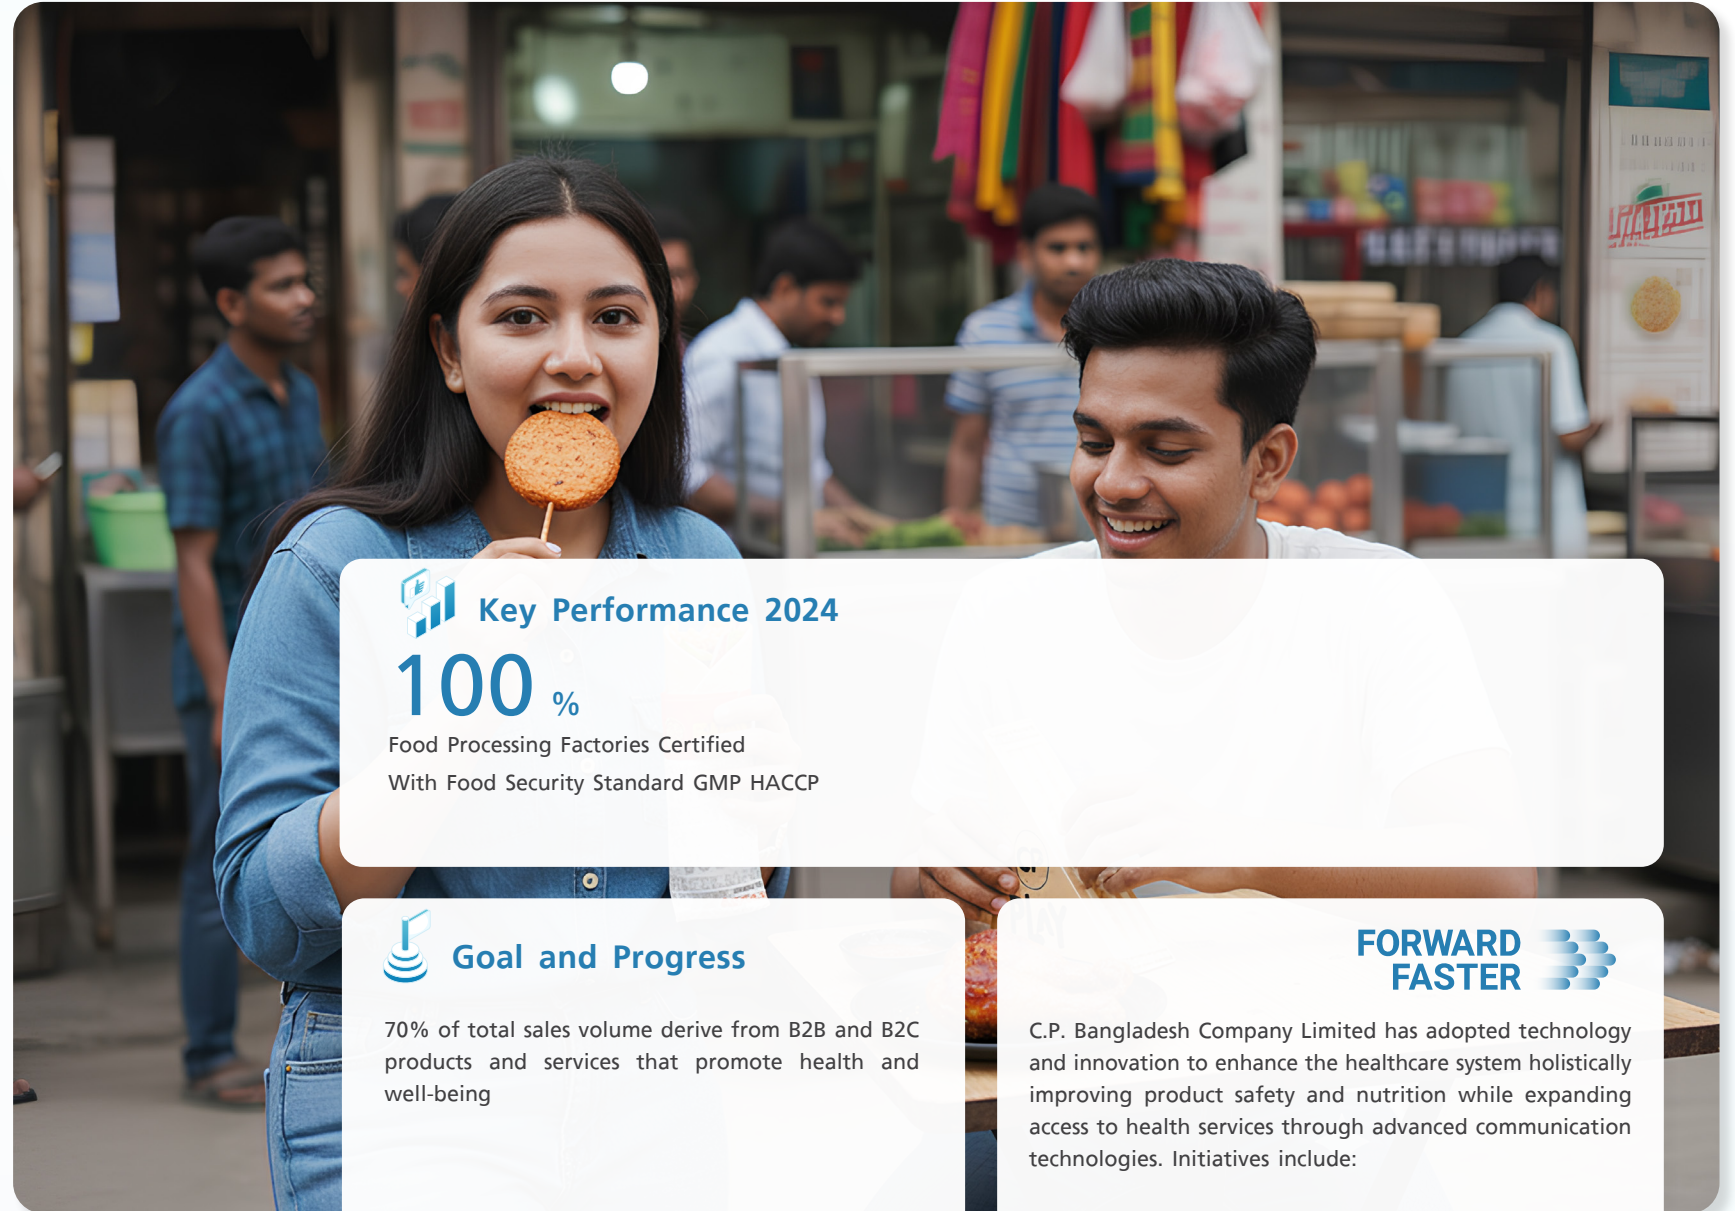 Key Performance 2024
100 %
Food Processing Factories Certified
With Food Security Standard GMP HACCP
Goal and Progress
70% of total sales volume derive from B2B and B2C
products and services that promote health and
well-being
FORWARD
FASTER
C.P. Bangladesh Company Limited has adopted technology
and innovation to enhance the healthcare system holistically
improving product safety and nutrition while expanding
access to health services through advanced communication
technologies. Initiatives include: